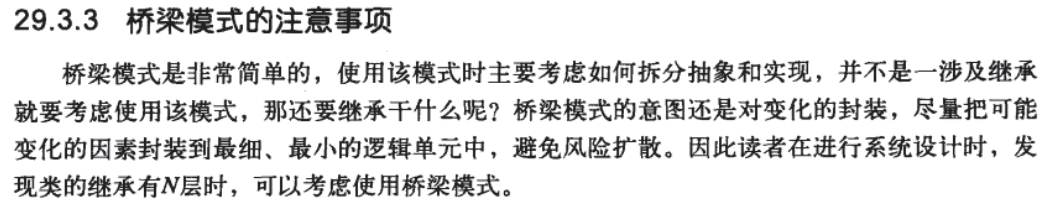 29.3.3 桥梁模式的注意事项
桥梁模式是非常简单的，使用该模式时主要考虑如何拆分抽象和实现，并不是一涉及继承
就要考虑使用该模式，那还要继承干什么呢？桥梁模式的意图还是对变化的封装，尽量把可能
变化的因素封装到最细、最小的逻辑单元中，避免风险扩散。因此读者在进行系统设计时，发
现类的继承有N层时，可以考虑使用桥梁模式。